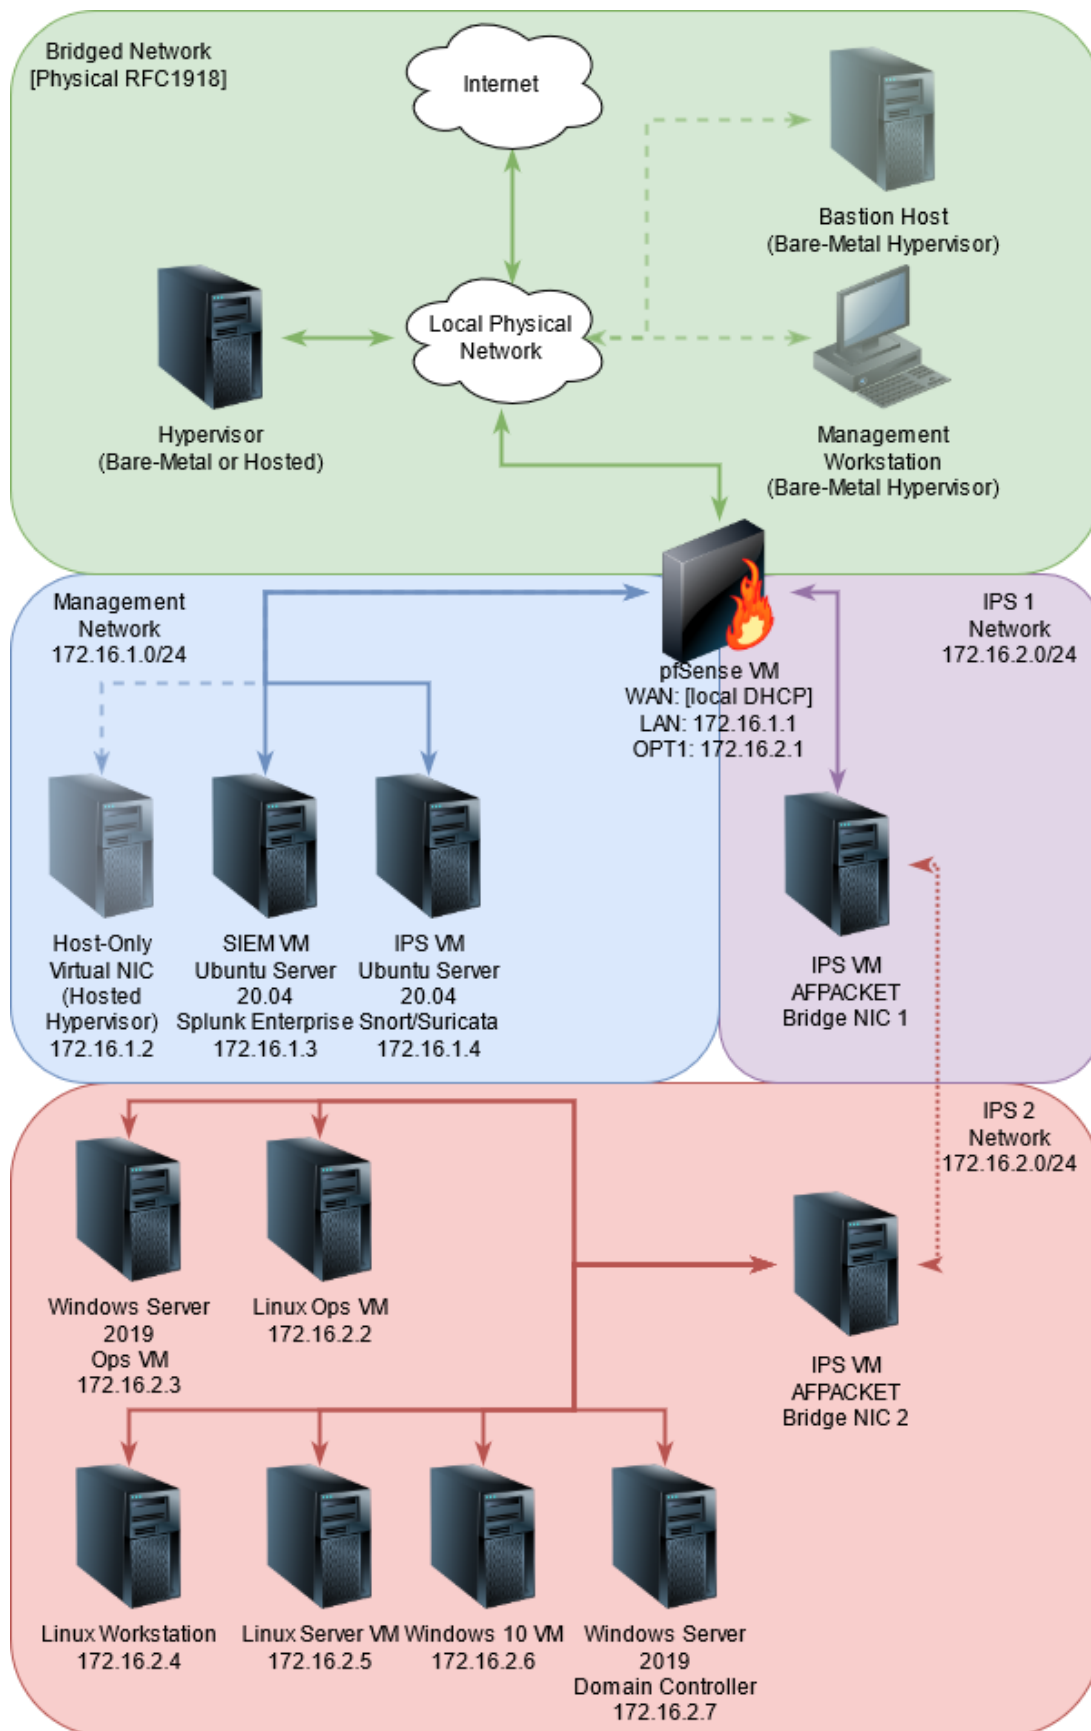 Bridged Network
[Physical RFC1918]
Internet
Bastion Host
(Bare-Metal Hypervisor)
Local Physical
Network
Hypervisor
(Bare-Metal or Hosted)
Management
Workstation
(Bare-Metal Hypervisor)
Management
Network
172.16.1.0/24
IPS 1
Network
172.16.2.0/24
pfSense VM
WAN: [local DHCP]
LAN: 172.16.1.1
OPT1: 172.16.2.1
Host-Only
Virtual NIC
(Hosted
Hypervisor)
172.16.1.2
SIEM VM
Ubuntu Server
20.04
Splunk Enterprise
172.16.1.3
IPS VM
Ubuntu Server
20.04
Snort/Suricata
172.16.1.4
IPS VM
AFPACKET
Bridge NIC 1
IPS 2
Network
172.16.2.0/24
Windows Server
2019
Ops VM
172.16.2.3
Linux Ops VM
172.16.2.2
IPS VM
AFPACKET
Bridge NIC 2
Linux Workstation
172.16.2.4
Linux Server VM
172.16.2.5
Windows 10 VM
172.16.2.6
Windows Server
2019
Domain Controller
172.16.2.7